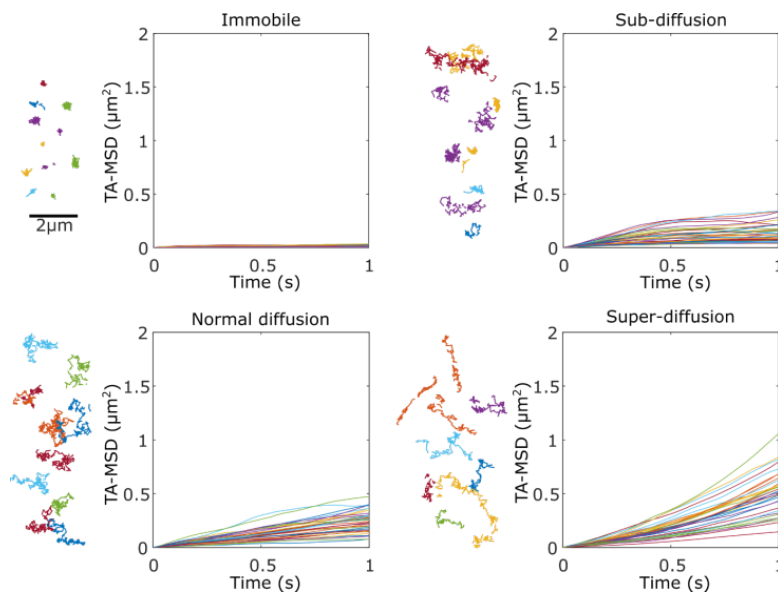 Immobile
2
1.5
1
0.5
0
TA-MSD (µm²)
0 0.5 1
Time (s)
2µm
Sub-diffusion
2
1.5
1
0.5
0
TA-MSD (µm²)
0 0.5 1
Time (s)
Normal diffusion
2
1.5
1
0.5
0
TA-MSD (µm²)
0 0.5 1
Time (s)
Super-diffusion
2
1.5
1
0.5
0
TA-MSD (µm²)
0 0.5 1
Time (s)